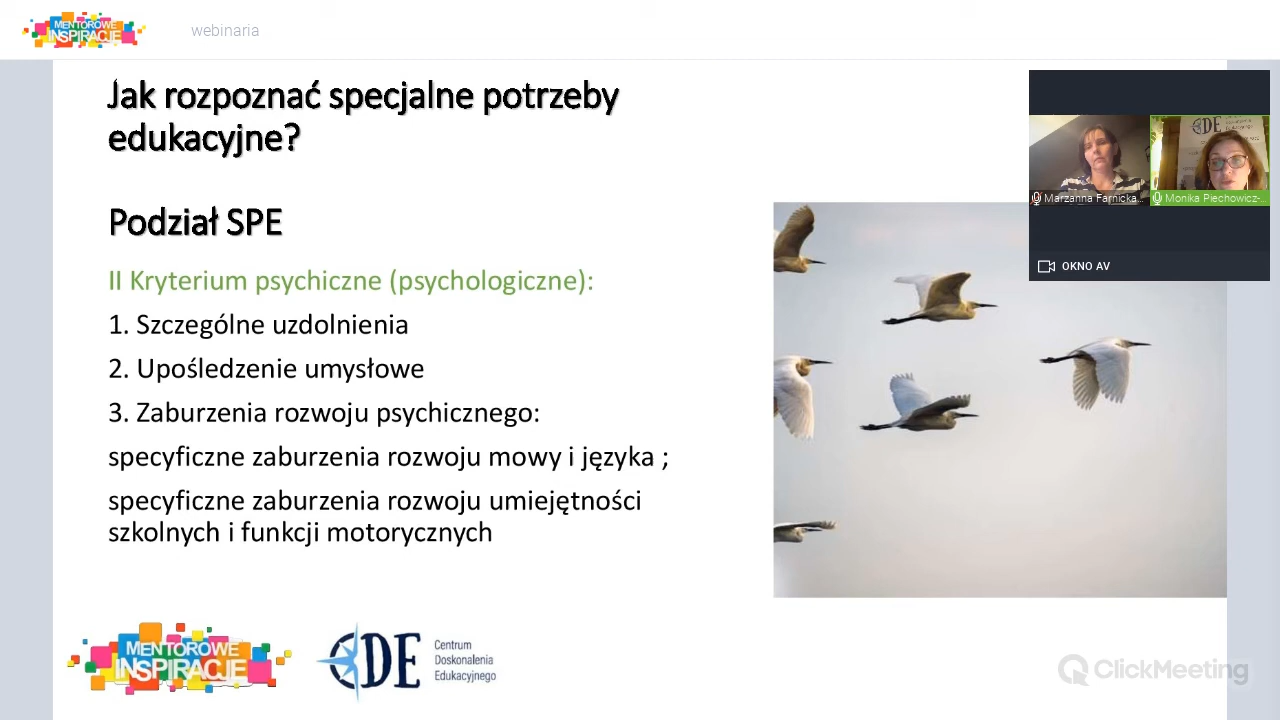 MENTOROWE
INSPIRACJE
webinaria
Jak rozpoznać specjalne potrzeby
edukacyjne?
Podział SPE
II Kryterium psychiczne (psychologiczne):
1. Szczególne uzdolnienia
2. Upośledzenie umysłowe
3. Zaburzenia rozwoju psychicznego:
specyficzne zaburzenia rozwoju mowy i języka ;
specyficzne zaburzenia rozwoju umiejętności
szkolnych i funkcji motorycznych
Marzanna Farnicka...
Monika Piechowicz-...
OKNO AV
MENTOROWE
INSPIRACJE
CDE
Centrum
Doskonalenia
Edukacyjnego
ClickMeeting